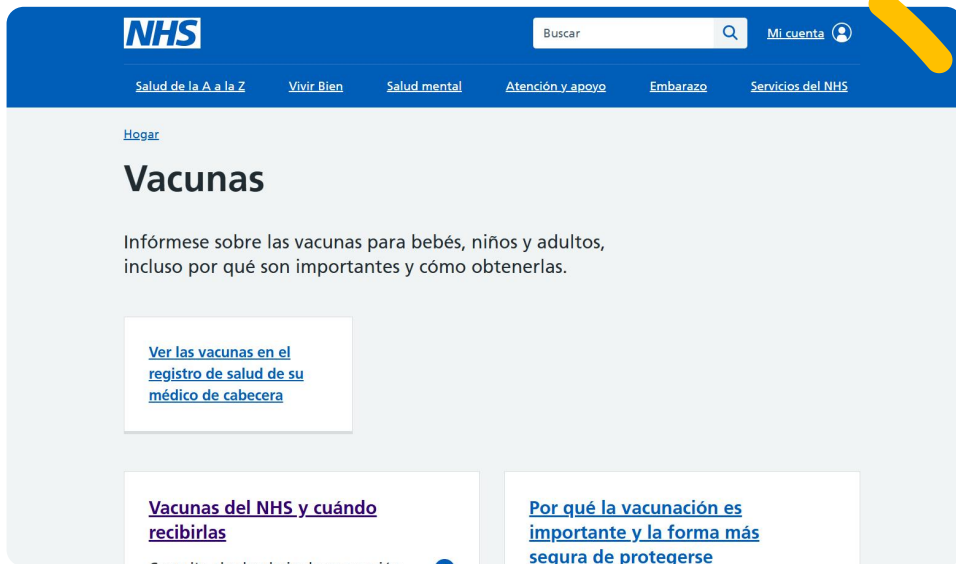 NHS
Buscar
Mi cuenta
Salud de la A a la Z Vivir Bien Salud mental Atención y apoyo Embarazo Servicios del NHS
Hogar
Vacunas
Infórmese sobre las vacunas para bebés, niños y adultos,
incluso por qué son importantes y cómo obtenerlas.
Ver las vacunas en el
registro de salud de su
médico de cabecera
Vacunas del NHS y cuándo
recibirlas
Por qué la vacunación es
importante y la forma más
segura de protegerse